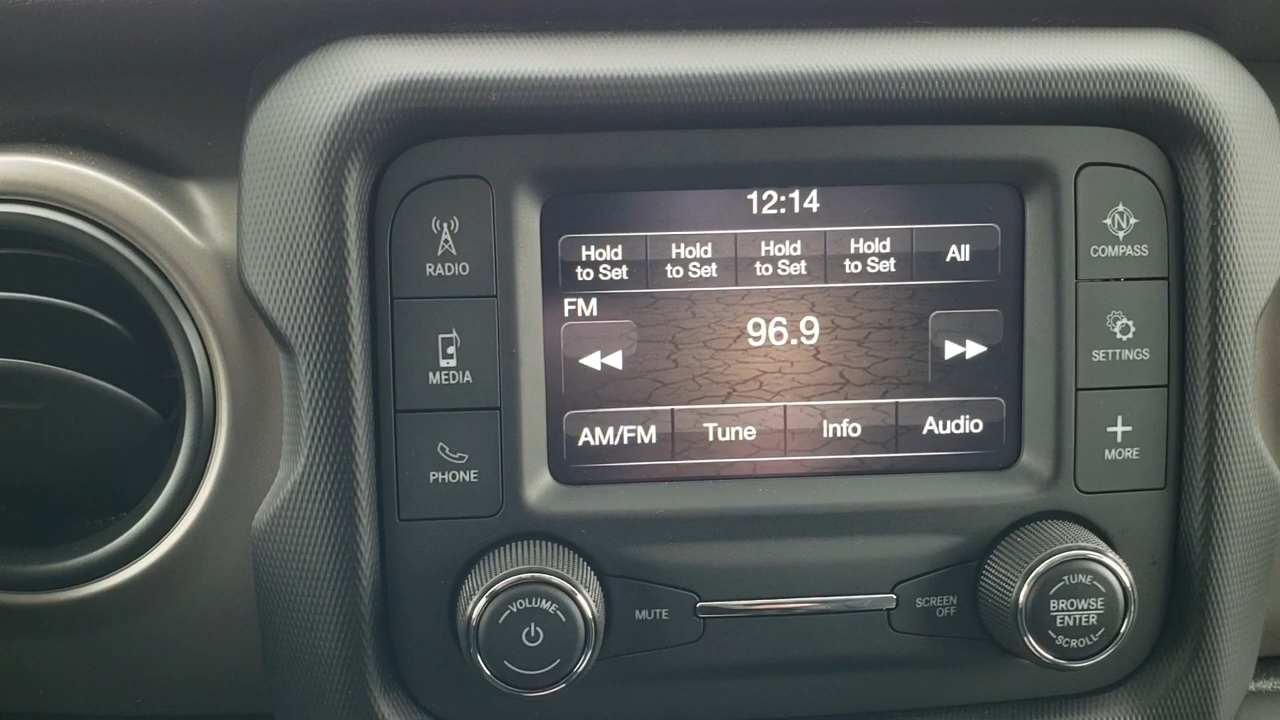 12:14
Hold to Set
Hold to Set
Hold to Set
Hold to Set
All
FM
96.9
AM/FM
Tune
Info
Audio
RADIO
MEDIA
PHONE
N
COMPASS
SETTINGS
MORE
VOLUME
MUTE
SCREEN
OFF
TUNE
BROWSE
ENTER
SCROLL